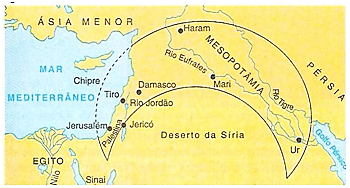 ÁSIA MENOR
Haram
MESOPOTÂMIA
Rio Eufrates
PÉRSIA
MAR
MEDITERRÂNEO
Chipre
Tiro
Damasco
Mari
Rio Tigre
Rio Jordão
Jerusalém
Palestina
Jericó
Deserto da Síria
Ur
Golfo Pérsico
EGITO
Sinai